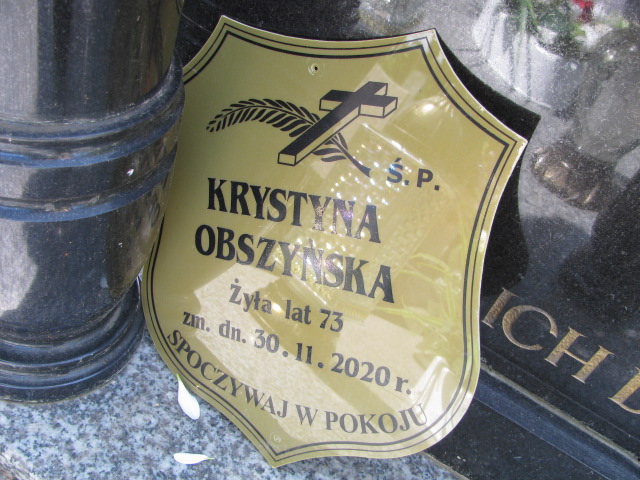 Ś. P.
KRYSTYNA
OBSZYŃSKA
Żyła lat 73
zm. dn. 30.11.2020 r.
SPOCZYWAJ W POKOJU
ICH